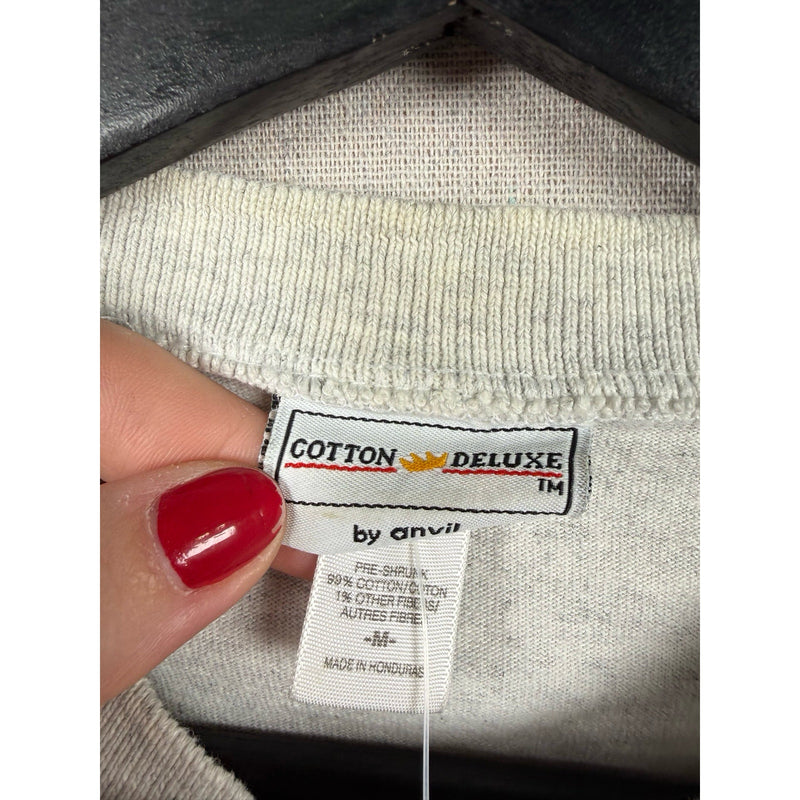 COTTON DELUXE
TM
by anvil
PRE-SHRUNK
99% COTTON/COTON
1% OTHER FIBERS/
AUTRES FIBRES
-M-
MADE IN HONDURAS